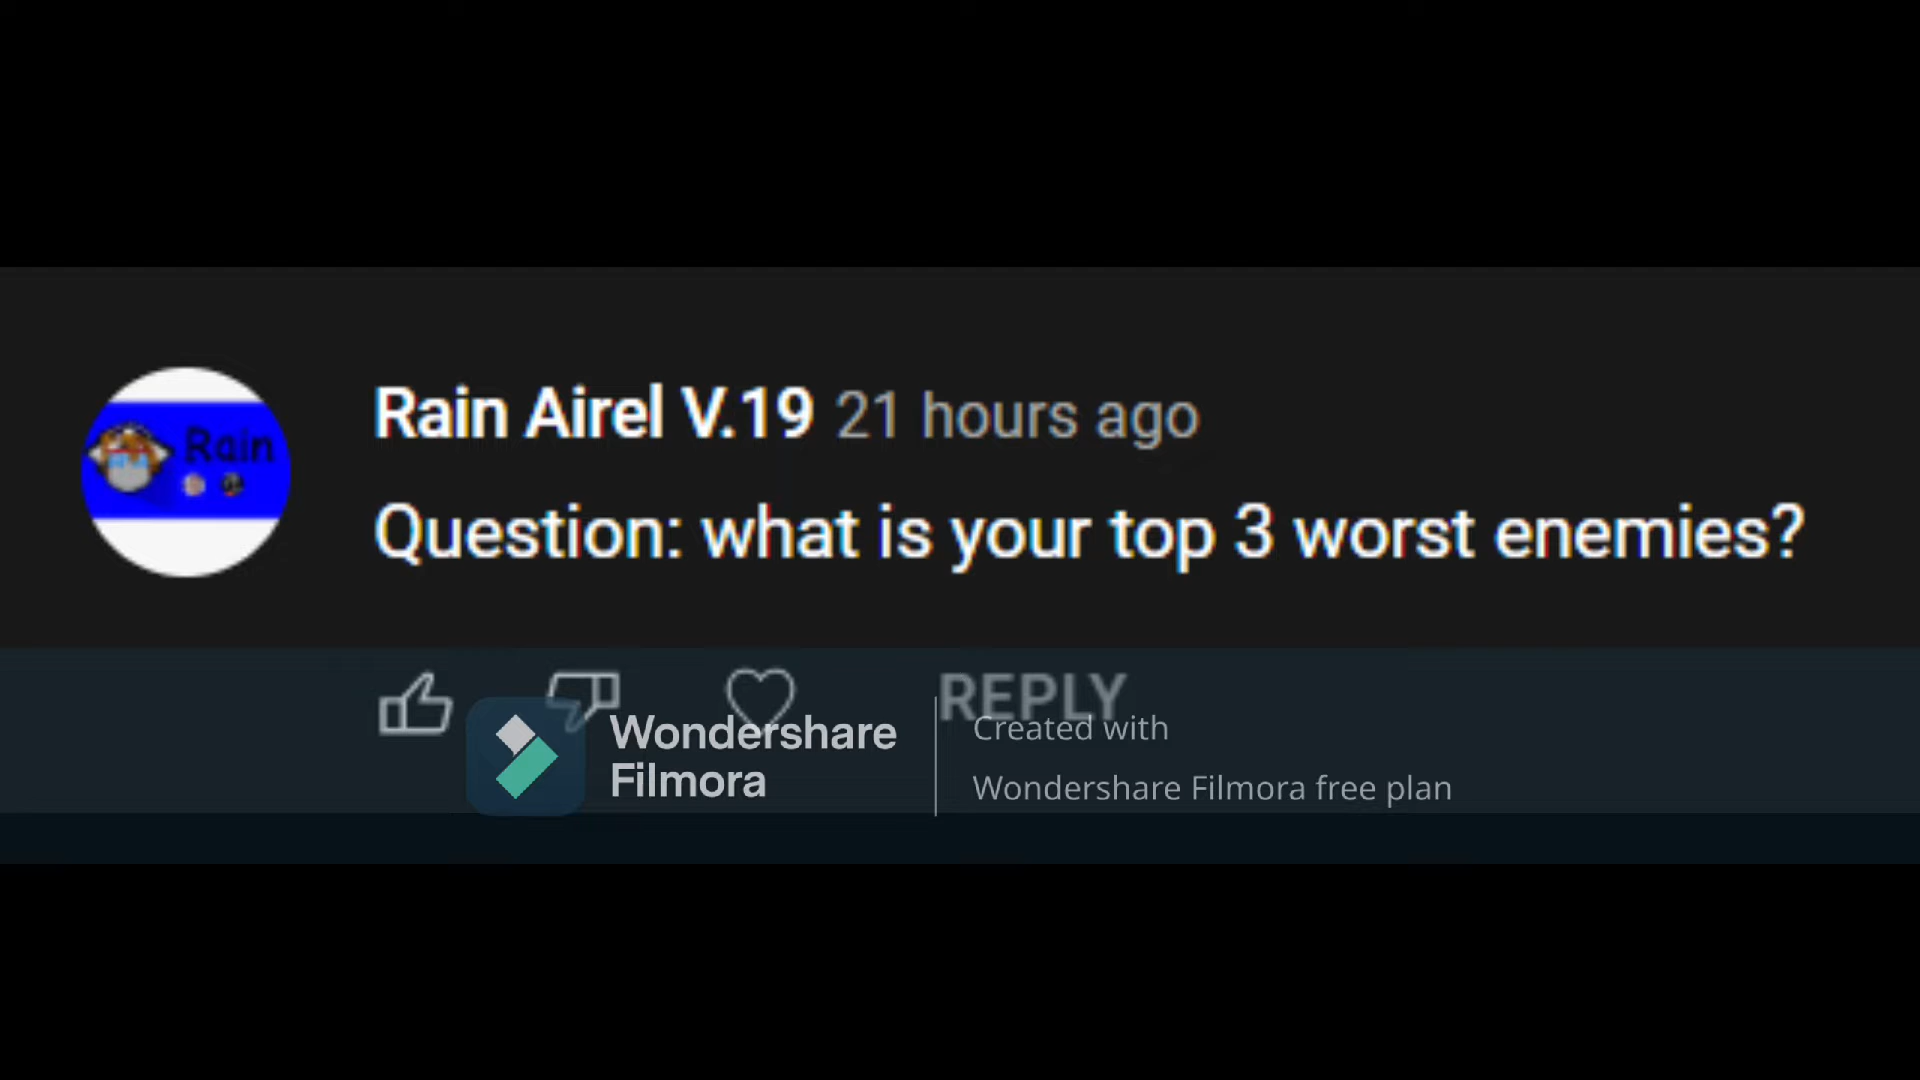 Rain
Rain Airel V.19 21 hours ago
Question: what is your top 3 worst enemies?
REPLY
Wondershare
Filmora
Created with
Wondershare Filmora free plan